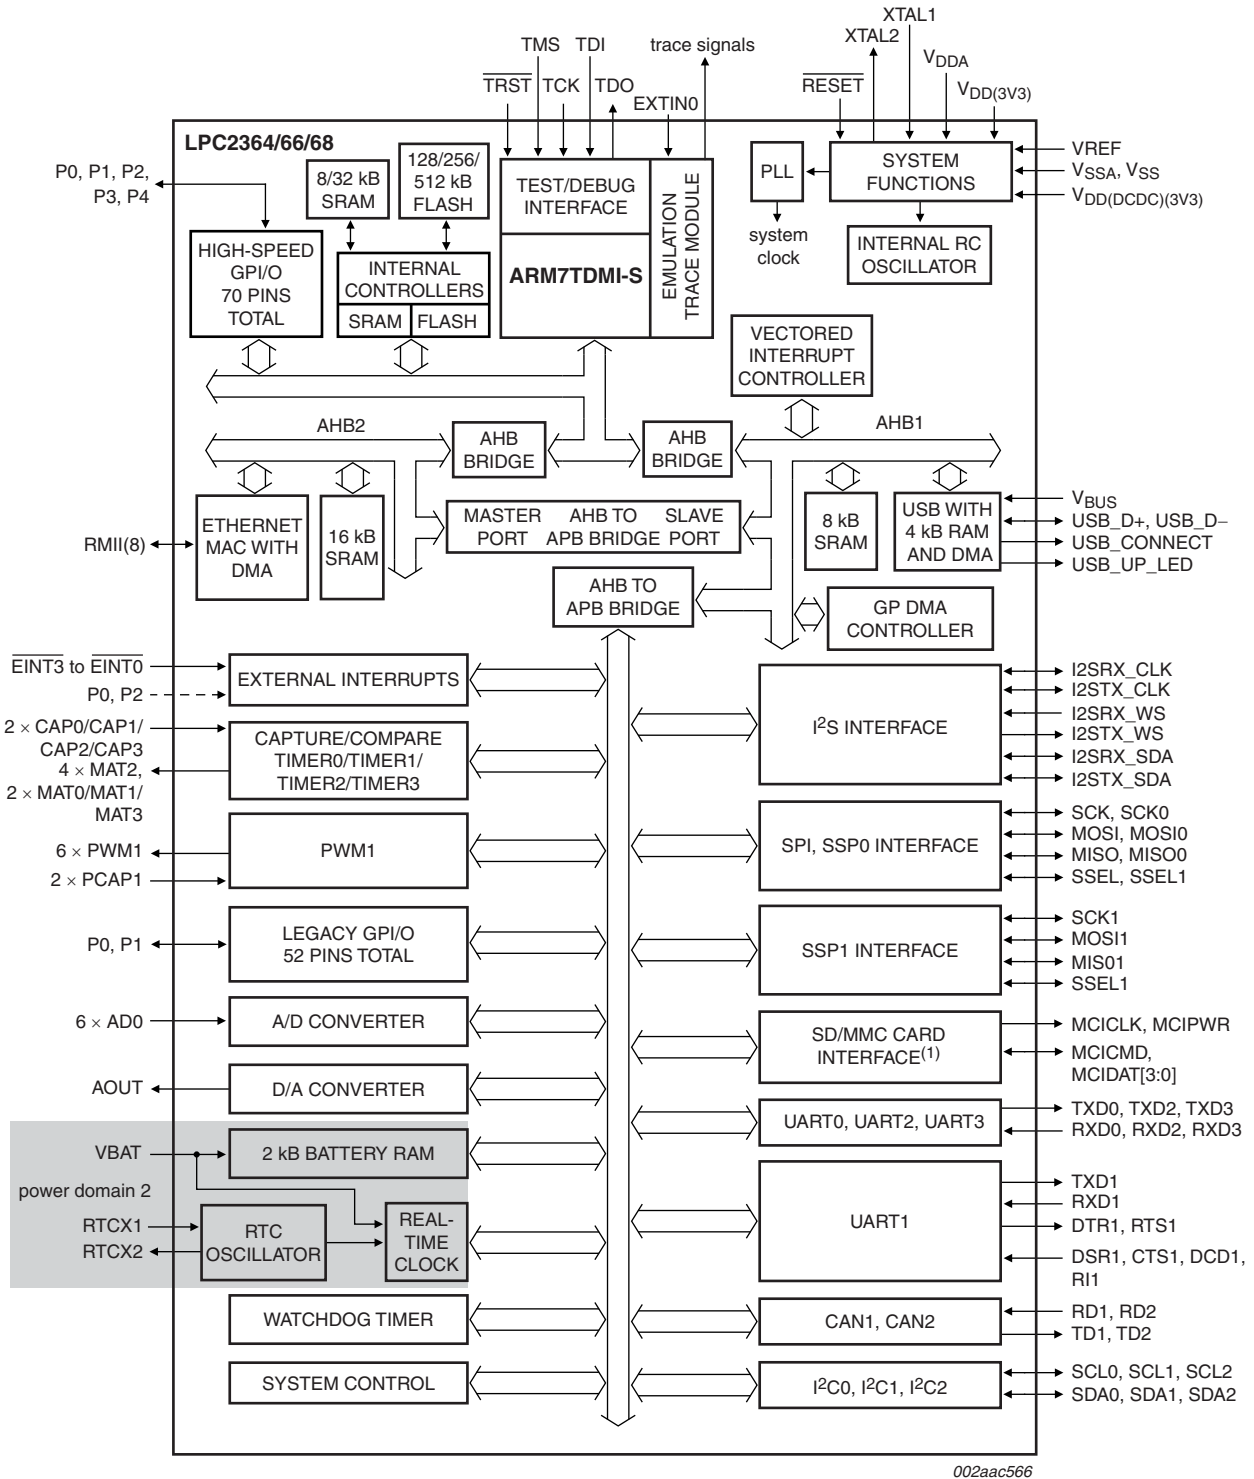 XTAL1
XTAL2
TMS TDI
trace signals
VDDA
TRST TCK TDO
RESET
VDD(3V3)
EXTIN0
LPC2364/66/68
P0, P1, P2,
P3, P4
8/32 kB
SRAM
128/256/
512 kB
FLASH
TEST/DEBUG
INTERFACE
EMULATION
TRACE MODULE
PLL
SYSTEM
FUNCTIONS
VREF
VSSA, VSS
VDD(DCDC)(3V3)
HIGH-SPEED
GPI/O
70 PINS
TOTAL
INTERNAL
CONTROLLERS
SRAM FLASH
ARM7TDMI-S
system
clock
INTERNAL RC
OSCILLATOR
VECTORED
INTERRUPT
CONTROLLER
AHB2
AHB
BRIDGE
AHB
BRIDGE
AHB1
ETHERNET
MAC WITH
DMA
RMII(8)
16 kB
SRAM
MASTER AHB TO SLAVE
PORT APB BRIDGE PORT
8 kB
SRAM
USB WITH
4 kB RAM
AND DMA
VBUS
USB_D+, USB_D−
USB_CONNECT
USB_UP_LED
AHB TO
APB BRIDGE
GP DMA
CONTROLLER
EINT3 to EINT0
P0, P2
EXTERNAL INTERRUPTS
I2S INTERFACE
I2SRX_CLK
I2STX_CLK
I2SRX_WS
I2STX_WS
I2SRX_SDA
I2STX_SDA
2 × CAP0/CAP1/
CAP2/CAP3
4 × MAT2,
2 × MAT0/MAT1/
MAT3
CAPTURE/COMPARE
TIMER0/TIMER1/
TIMER2/TIMER3
SPI, SSP0 INTERFACE
SCK, SCK0
MOSI, MOSI0
MISO, MISO0
SSEL, SSEL1
6 × PWM1
2 × PCAP1
PWM1
P0, P1
LEGACY GPI/O
52 PINS TOTAL
SSP1 INTERFACE
SCK1
MOSI1
MIS01
SSEL1
6 × AD0
A/D CONVERTER
SD/MMC CARD
INTERFACE(1)
MCICLK, MCIPWR
MCICMD,
MCIDAT[3:0]
AOUT
D/A CONVERTER
UART0, UART2, UART3
TXD0, TXD2, TXD3
RXD0, RXD2, RXD3
VBAT
2 kB BATTERY RAM
power domain 2
RTCX1
RTCX2
RTC
OSCILLATOR
REAL-
TIME
CLOCK
UART1
TXD1
RXD1
DTR1, RTS1
DSR1, CTS1, DCD1,
RI1
WATCHDOG TIMER
CAN1, CAN2
RD1, RD2
TD1, TD2
SYSTEM CONTROL
I2C0, I2C1, I2C2
SCL0, SCL1, SCL2
SDA0, SDA1, SDA2
002aac566